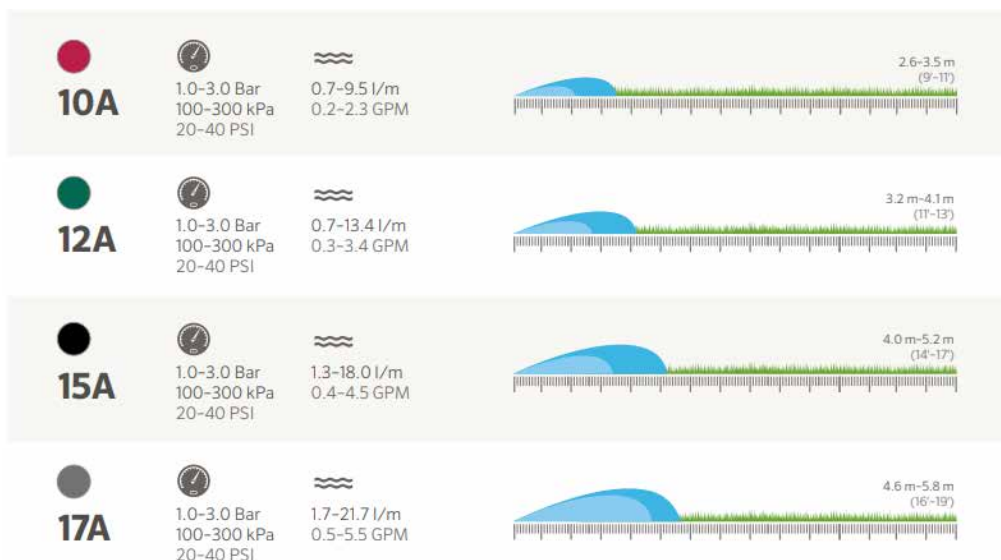 10A
1.0–3.0 Bar
100–300 kPa
20–40 PSI
0.7–9.5 l/m
0.2–2.3 GPM
2.6–3.5 m
(9'-11')
12A
1.0–3.0 Bar
100–300 kPa
20–40 PSI
0.7–13.4 l/m
0.3–3.4 GPM
3.2 m–4.1 m
(11'-13')
15A
1.0–3.0 Bar
100–300 kPa
20–40 PSI
1.3–18.0 l/m
0.4–4.5 GPM
4.0 m–5.2 m
(14'-17')
17A
1.0–3.0 Bar
100–300 kPa
20–40 PSI
1.7–21.7 l/m
0.5–5.5 GPM
4.6 m–5.8 m
(16'-19')